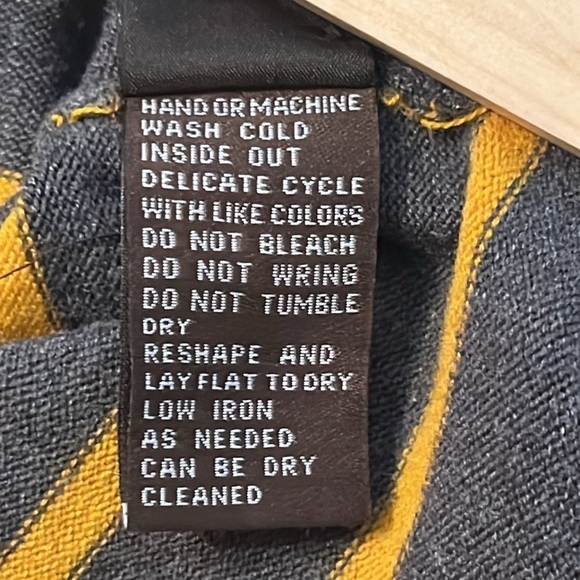 HAND OR MACHINE
WASH COLD
INSIDE OUT
DELICATE CYCLE
WITH LIKE COLORS
DO NOT BLEACH
DO NOT WRING
DO NOT TUMBLE
DRY
RESHAPE AND
LAY FLAT TO DRY
LOW IRON
AS NEEDED
CAN BE DRY
CLEANED